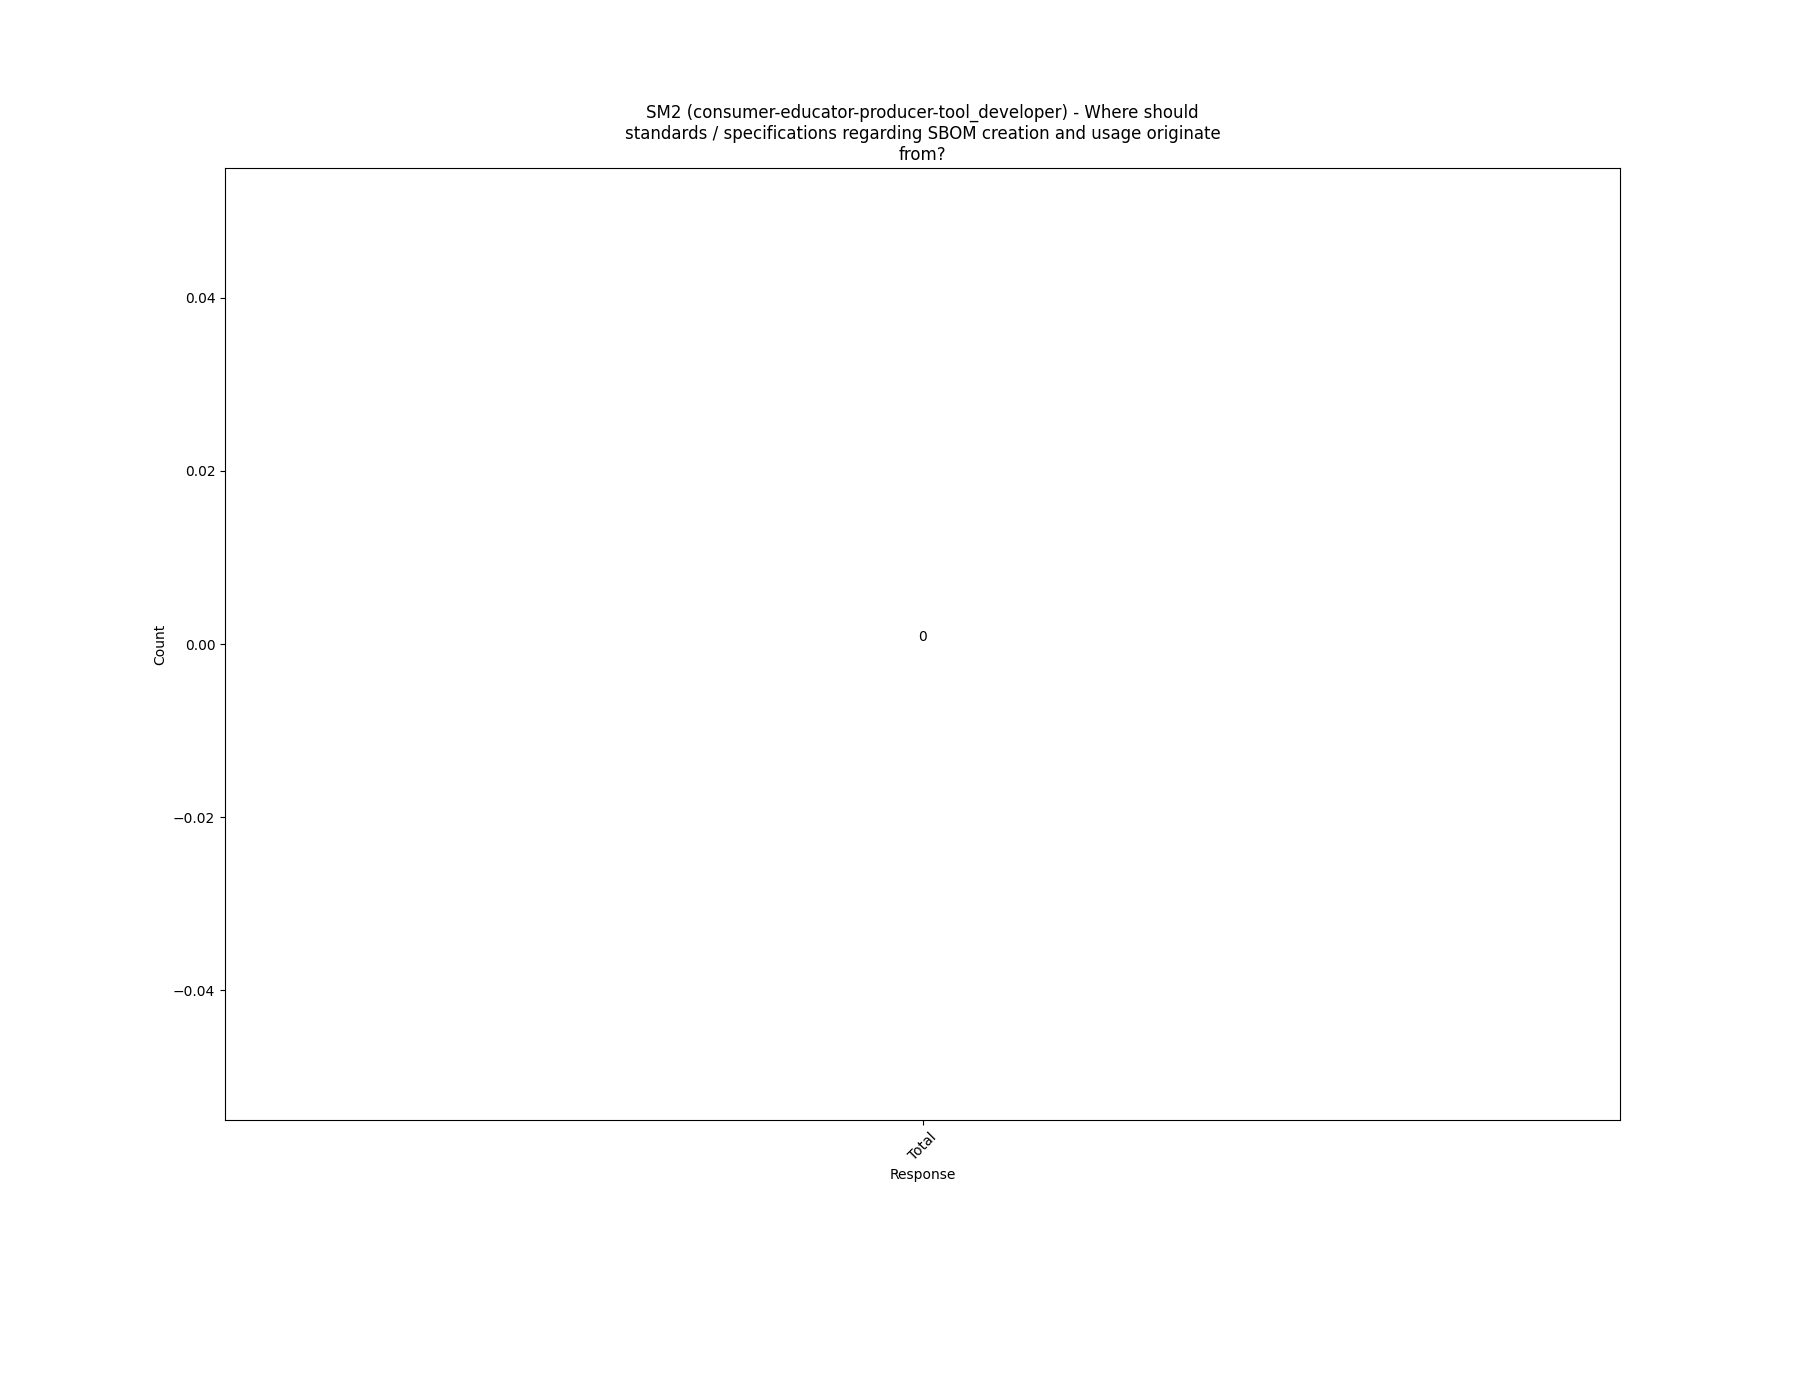 SM2 (consumer-educator-producer-tool_developer) - Where should
standards / specifications regarding SBOM creation and usage originate
from?
0.04
0.02
0.00
−0.02
−0.04
Count
0
Total
Response